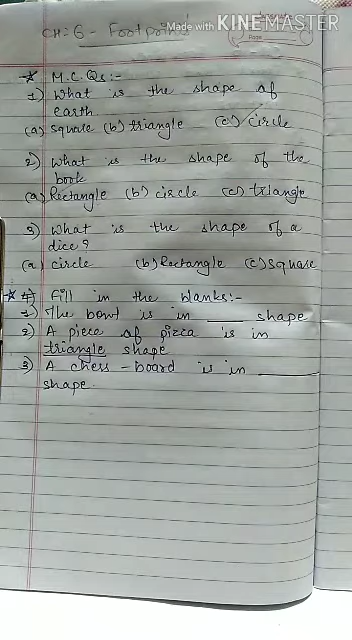 Made with KINEMASTER
CH:- 6 - Footprint
Page
* M.C.Qs:-
1) What is the shape of
earth
(a) square (b) triangle (c) circle
2) What is the shape of the
book
(a) Rectangle (b) circle (c) triangle
3) What is the shape of a
dice?
(a) circle (b) Rectangle (c) square
* Fill in the blanks:-
1) The bowl is in ______ shape
2) A piece of pizza is in
triangle shape
3) A chess - board is in ______
shape.